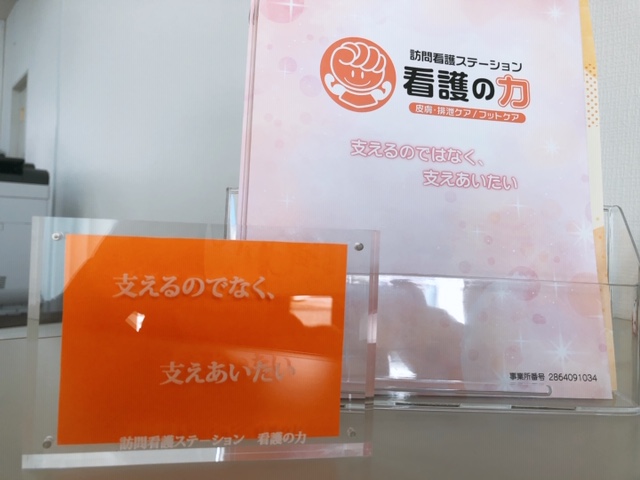 訪問看護ステーション
看護の力
皮膚・排泄ケア/フットケア
支えるのではなく、
支えあいたい
事業所番号 2864091034
支えるのでなく、
支えあいたい
訪問看護ステーション 看護の力